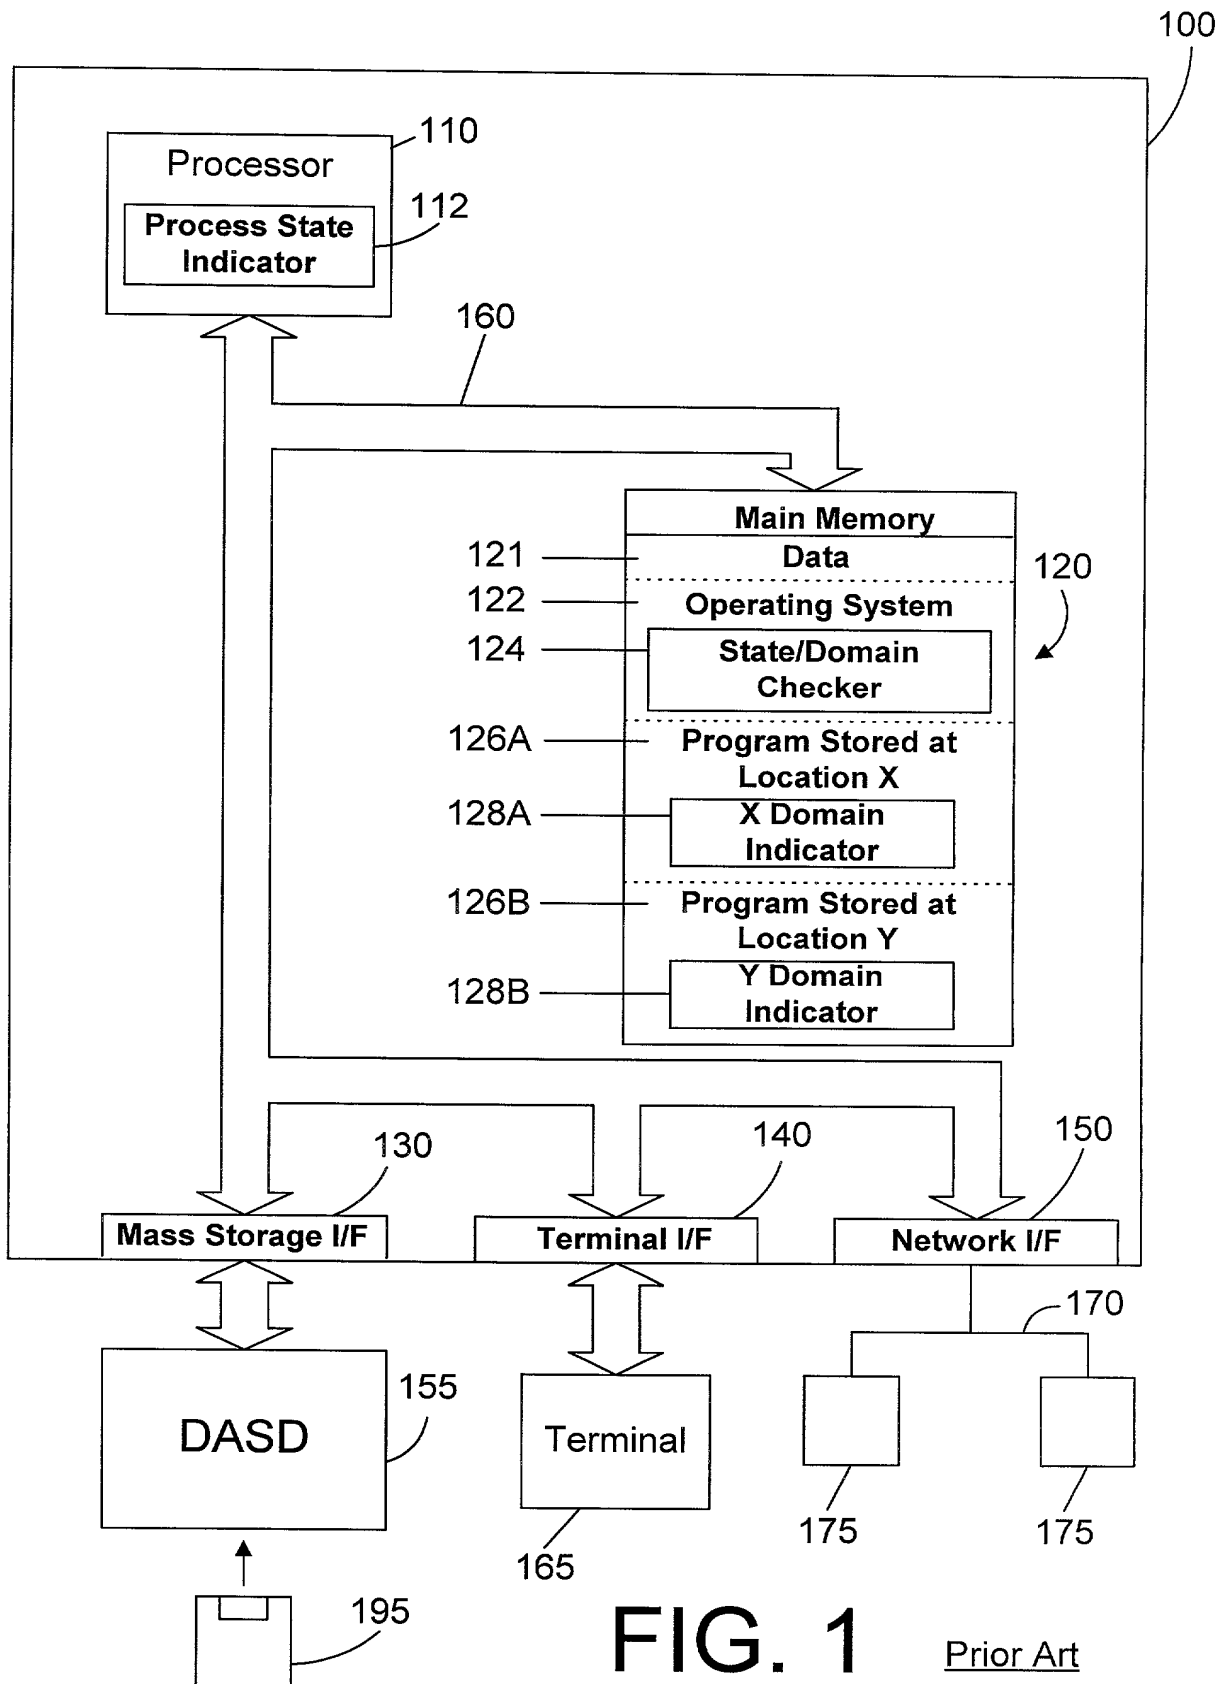 100
110
Processor
112
Process State
Indicator
160
Main Memory
121
Data
120
122
Operating System
124
State/Domain
Checker
126A
Program Stored at
Location X
128A
X Domain
Indicator
126B
Program Stored at
Location Y
128B
Y Domain
Indicator
130
140
150
Mass Storage I/F
Terminal I/F
Network I/F
170
155
DASD
Terminal
175
175
165
195
FIG. 1
Prior Art